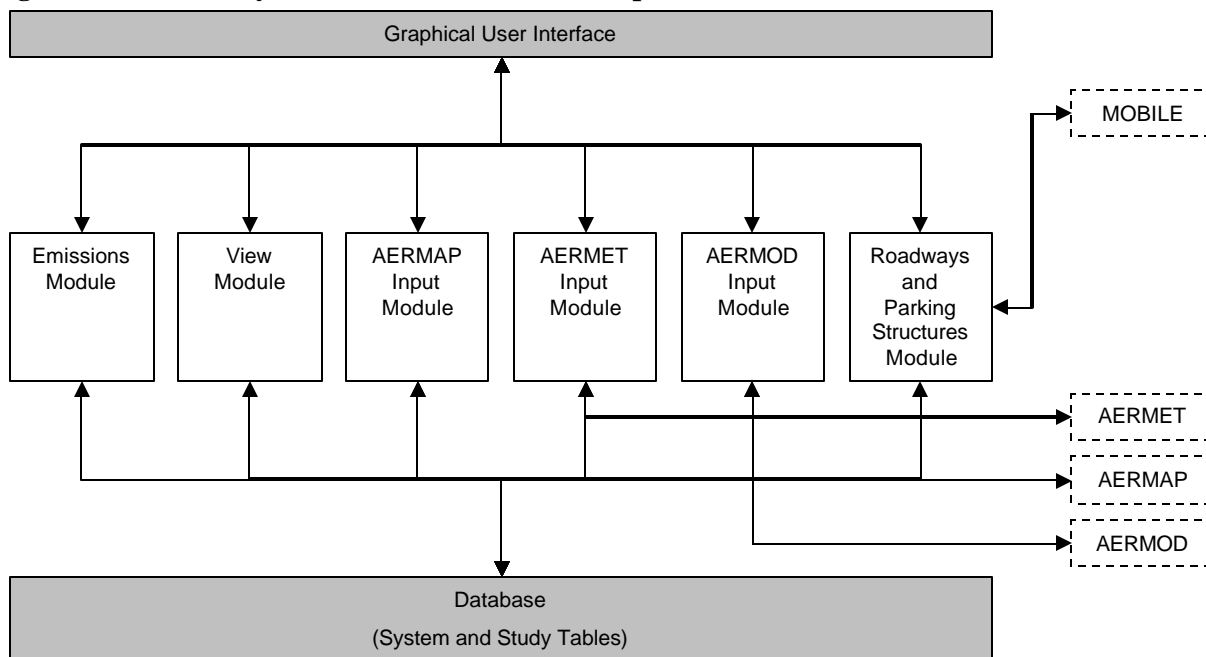 Graphical User Interface
MOBILE
Emissions
Module
View
Module
AERMAP
Input
Module
AERMET
Input
Module
AERMOD
Input
Module
Roadways
and
Parking
Structures
Module
AERMET
AERMAP
AERMOD
Database
(System and Study Tables)